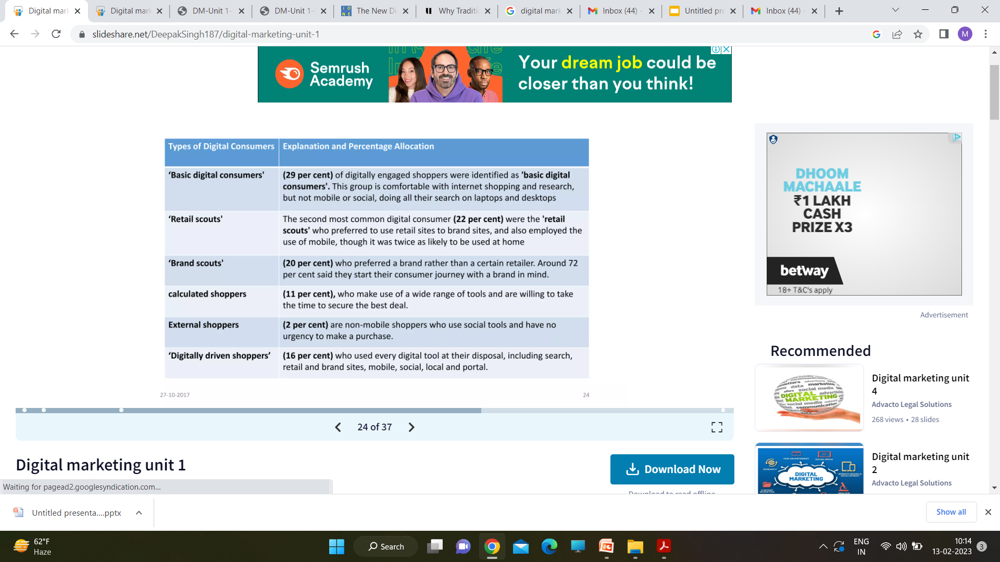 Digital mark
Digital mark
DM-Unit 1-
DM-Unit 1-
The New Di
Why Traditi
digital mark
Inbox (44) -
Untitled pre
Inbox (44) -
slideshare.net/DeepakSingh187/digital-marketing-unit-1
M
Semrush
Academy
Your dream job could be
closer than you think!
Types of Digital Consumers
Explanation and Percentage Allocation
‘Basic digital consumers'
(29 per cent) of digitally engaged shoppers were identified as 'basic digital
consumers'. This group is comfortable with internet shopping and research,
but not mobile or social, doing all their search on laptops and desktops
‘Retail scouts'
The second most common digital consumer (22 per cent) were the 'retail
scouts' who preferred to use retail sites to brand sites, and also employed the
use of mobile, though it was twice as likely to be used at home
‘Brand scouts'
(20 per cent) who preferred a brand rather than a certain retailer. Around 72
per cent said they start their consumer journey with a brand in mind.
calculated shoppers
(11 per cent), who make use of a wide range of tools and are willing to take
the time to secure the best deal.
External shoppers
(2 per cent) are non-mobile shoppers who use social tools and have no
urgency to make a purchase.
‘Digitally driven shoppers’
(16 per cent) who used every digital tool at their disposal, including search,
retail and brand sites, mobile, social, local and portal.
27-10-2017
24
24 of 37
Digital marketing unit 1
Download Now
Download to read offline
Waiting for pagead2.googlesyndication.com...
DHOOM
MACHAALE
₹1 LAKH
CASH
PRIZE X3
betway
18+ T&C's apply
Advertisement
Recommended
DIGITAL
MARKETING
Digital marketing unit
4
Advacto Legal Solutions
268 views • 28 slides
DIGITAL
MARKETING
Digital marketing unit
2
Advacto Legal Solutions
Untitled presenta....pptx
Show all
62°F
Haze
Search
ENG
IN
10:14
13-02-2023
3